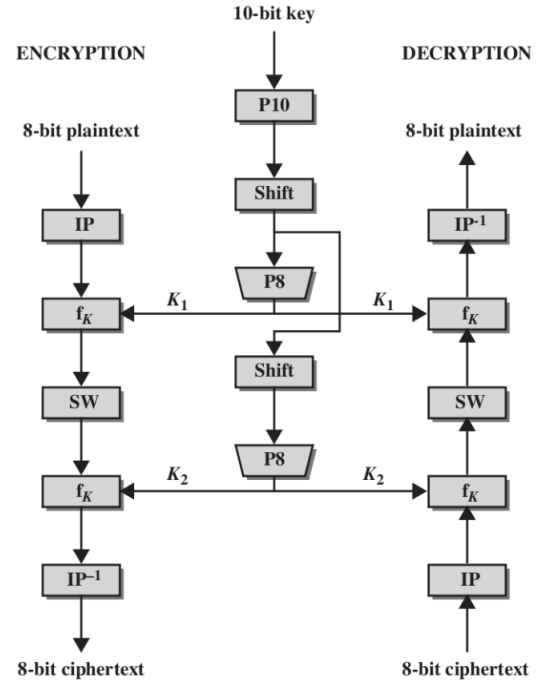 10-bit key
ENCRYPTION
DECRYPTION
P10
8-bit plaintext
8-bit plaintext
Shift
IP
IP-1
P8
K1
K1
fK
fK
Shift
SW
SW
P8
K2
K2
fK
fK
IP–1
IP
8-bit ciphertext
8-bit ciphertext